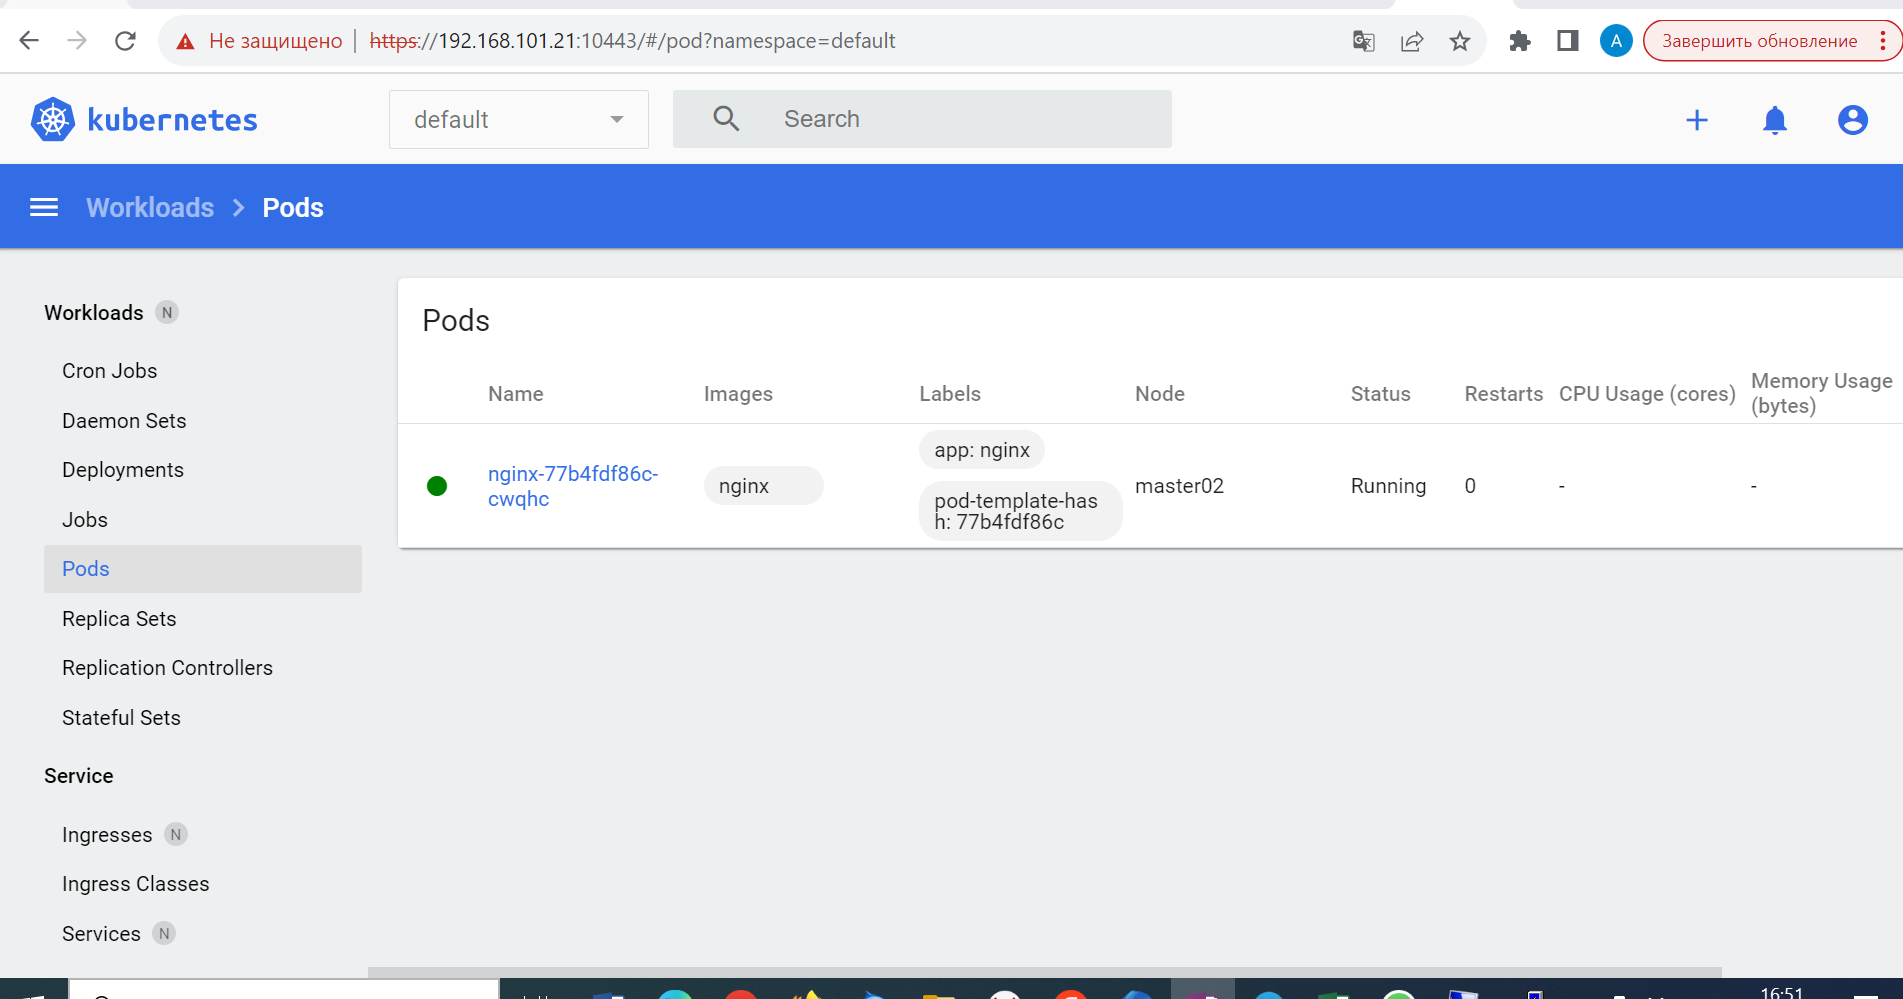 Не защищено | https://192.168.101.21:10443/#/pod?namespace=default
A
Завершить обновление
kubernetes
default
Search
Workloads > Pods
Workloads N
Cron Jobs
Daemon Sets
Deployments
Jobs
Pods
Replica Sets
Replication Controllers
Stateful Sets
Service
Ingresses N
Ingress Classes
Services N
Pods
Name Images Labels Node Status Restarts CPU Usage (cores) Memory Usage
(bytes)
nginx-77b4fdf86c-
cwqhc
nginx
app: nginx
pod-template-has
h: 77b4fdf86c
master02
Running
0
-
-
16:51